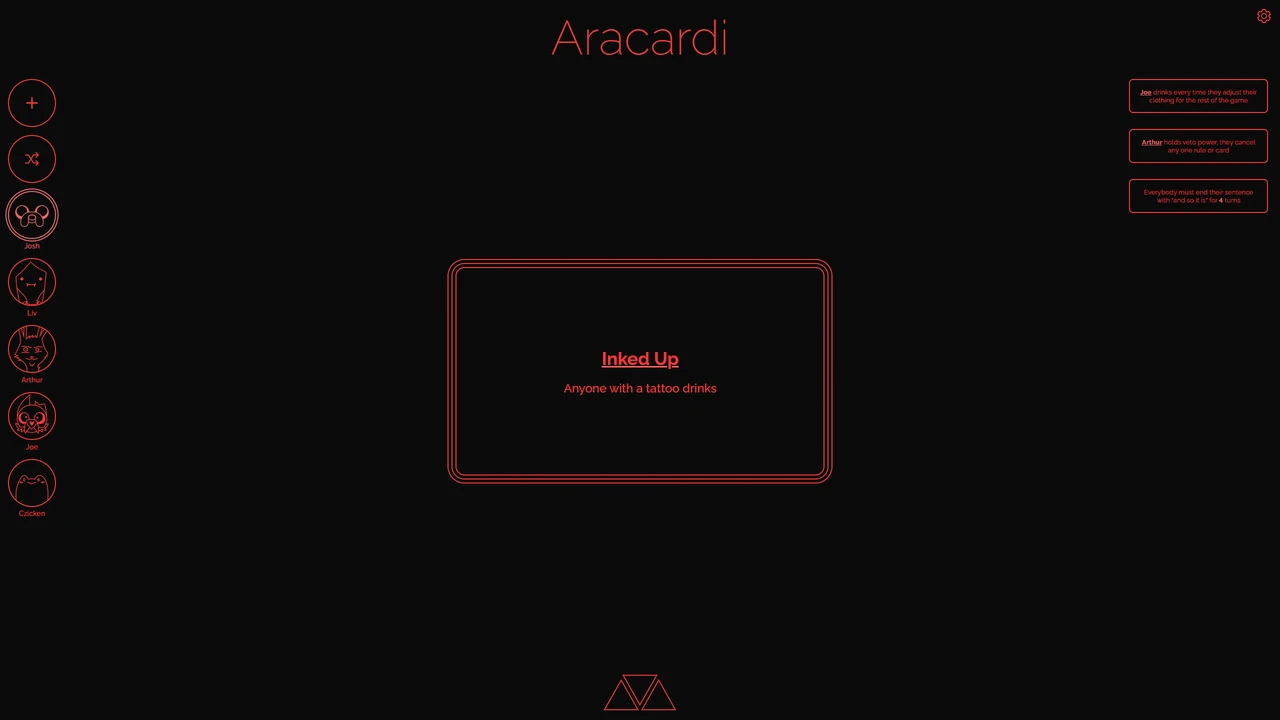 Aracardi
Josh
Liv
Arthur
Joe
Czicken
Inked Up
Anyone with a tattoo drinks
Joe drinks every time they adjust their
clothing for the rest of the game
Arthur holds veto power, they cancel
any one rule or card
Everybody must end their sentence
with "and so it is" for 4 turns